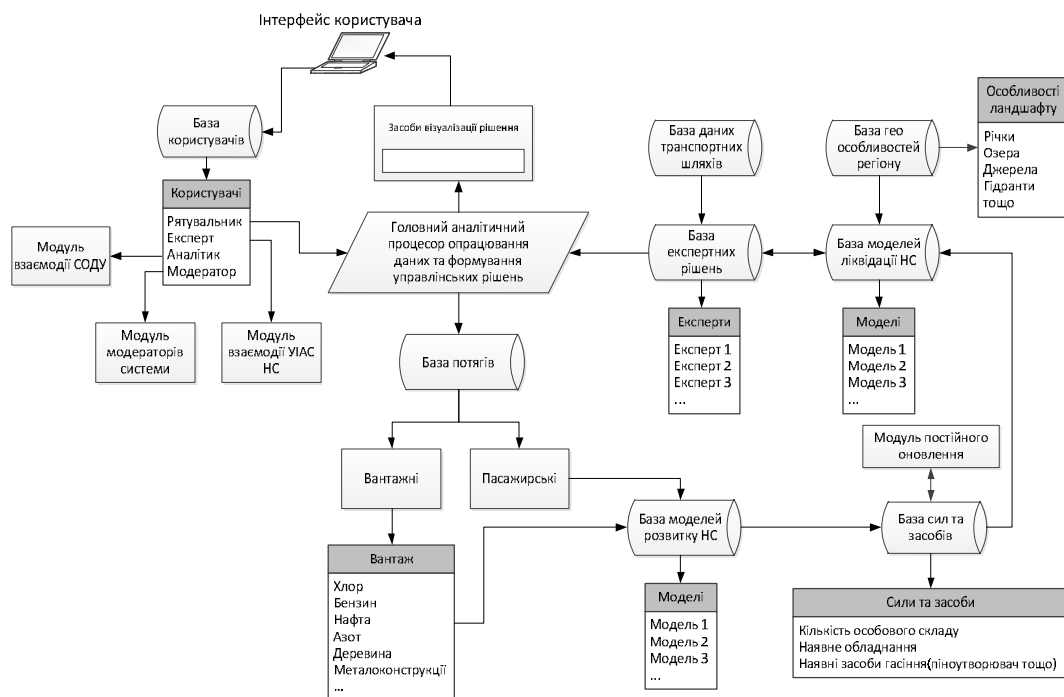 Інтерфейс користувача
База
користувачів
Засоби візуалізації рішення
База даних
транспортних
шляхів
База гео
особливостей
регіону
Особливості
ландшафту
Річки
Озера
Джерела
Гідранти
тощо
Користувачі
Рятувальник
Експерт
Аналітик
Модератор
Головний аналітичний
процесор опрацювання
даних та формування
управлінських рішень
База
експертних
рішень
База моделей
ліквідації НС
Модуль
взаємодії СОДУ
Модуль
модераторів
системи
Модуль
взаємодії УІАС
НС
Експерти
Експерт 1
Експерт 2
Експерт 3
...
Моделі
Модель 1
Модель 2
Модель 3
...
База потягів
Вантажні
Пасажирські
Модуль постійного
оновлення
База моделей
розвитку НС
База сил та
засобів
Вантаж
Хлор
Бензин
Нафта
Азот
Деревина
Металоконструкції
...
Моделі
Модель 1
Модель 2
Модель 3
...
Сили та засоби
Кількість особового складу
Наявне обладнання
Наявні засоби гасіння(піноутворювач тощо)